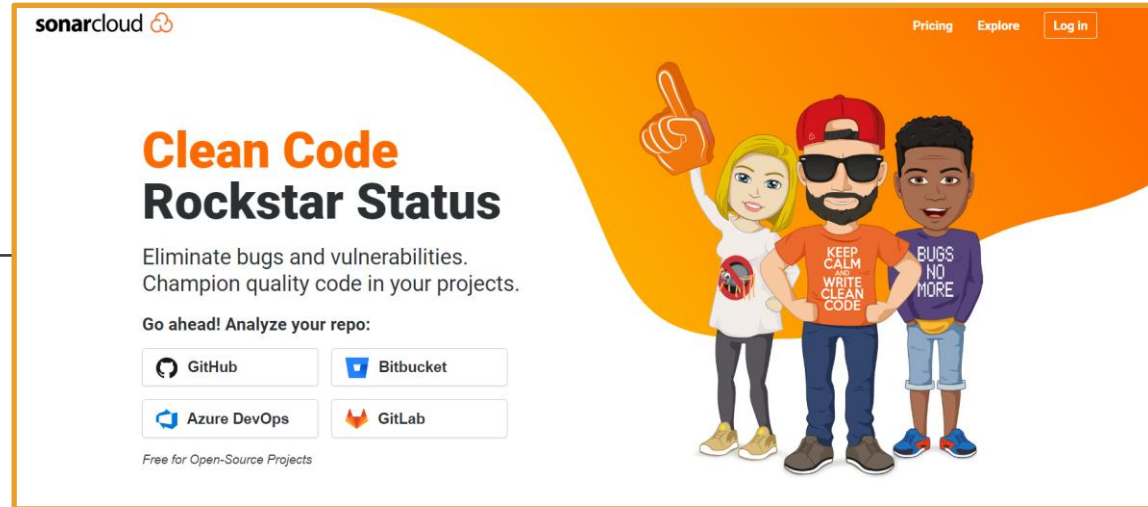 sonarcloud
Pricing Explore Log in
Clean Code
Rockstar Status
Eliminate bugs and vulnerabilities.
Champion quality code in your projects.
Go ahead! Analyze your repo:
GitHub Bitbucket
Azure DevOps GitLab
Free for Open-Source Projects
KEEP
CALM
AND
WRITE
CLEAN
CODE
BUGS
NO
MORE